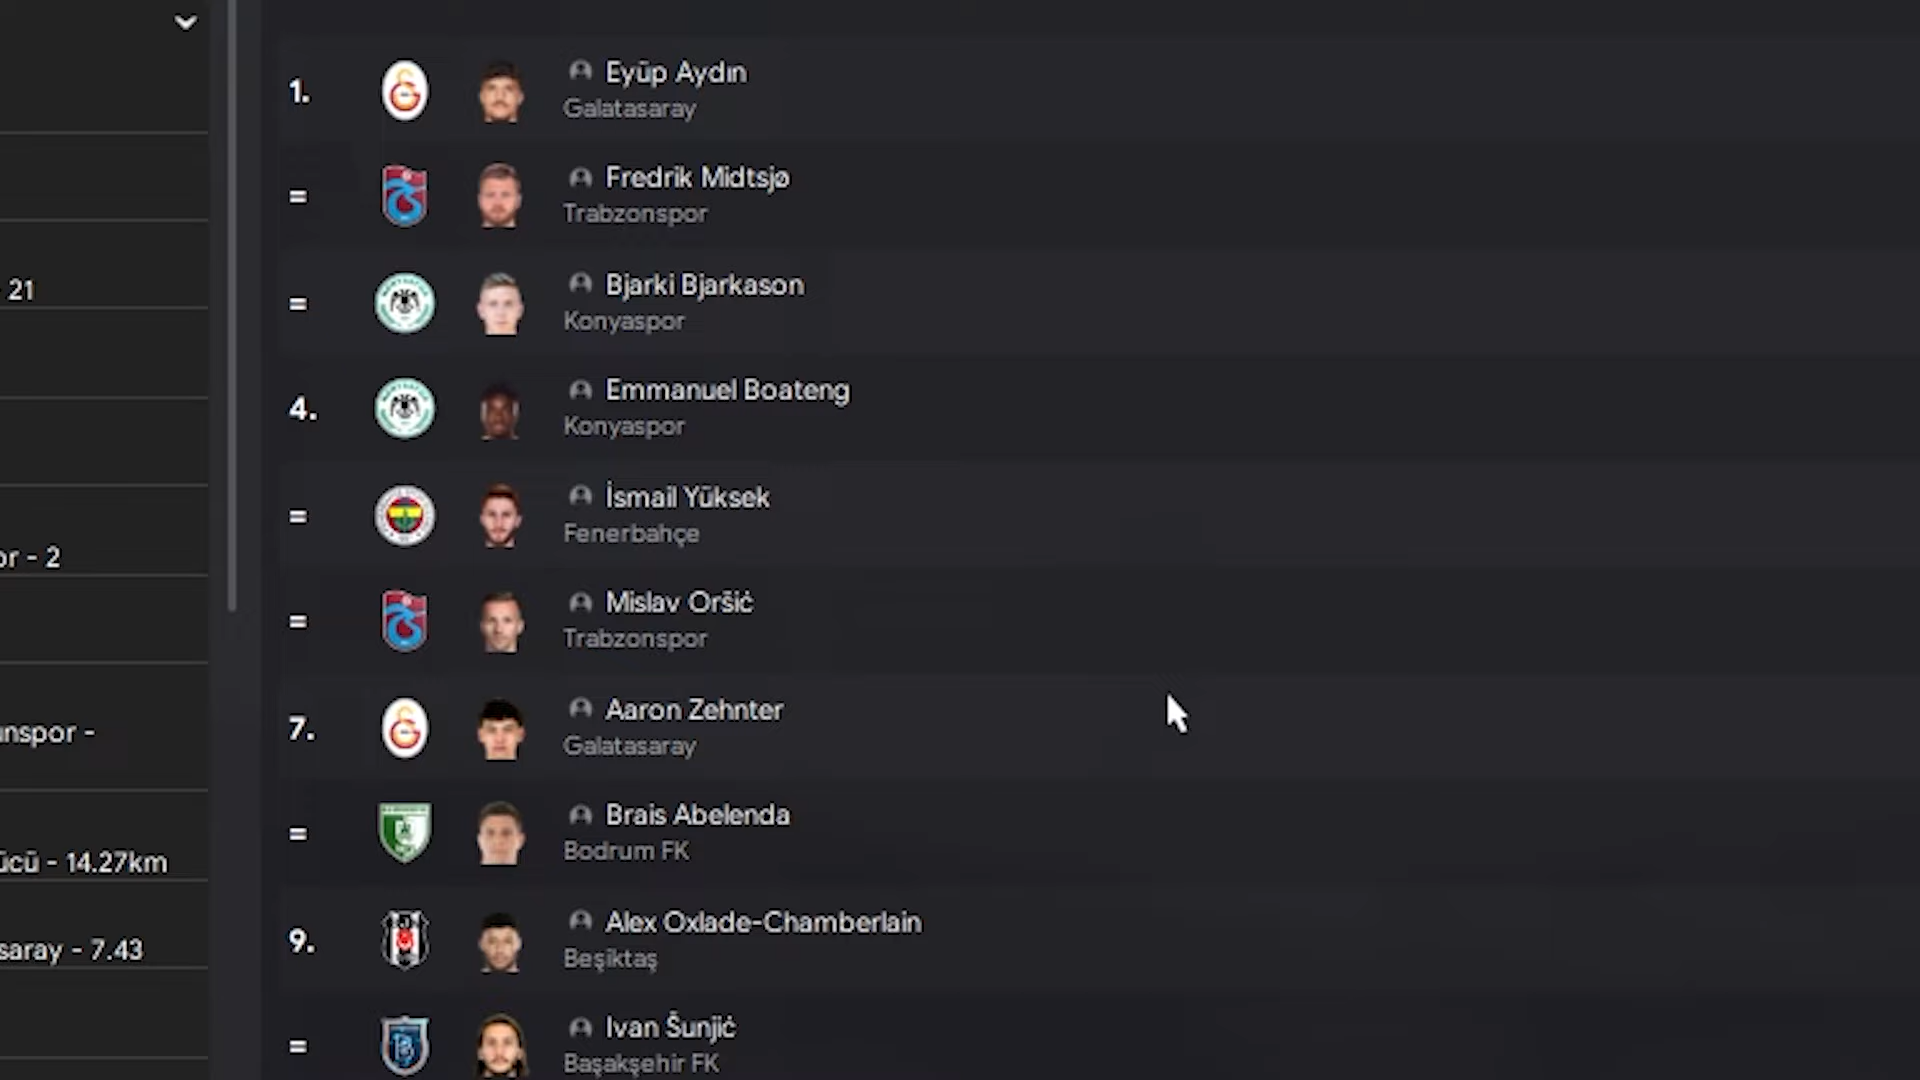 1.
Eyüp Aydın
Galatasaray
=
Fredrik Midtsjø
Trabzonspor
=
Bjarki Bjarkason
Konyaspor
- 21
4.
Emmanuel Boateng
Konyaspor
=
İsmail Yüksek
Fenerbahçe
or - 2
=
Mislav Oršić
Trabzonspor
7.
Aaron Zehnter
Galatasaray
unspor -
=
Brais Abelenda
Bodrum FK
ücü - 14.27km
9.
Alex Oxlade-Chamberlain
Beşiktaş
saray - 7.43
=
Ivan Šunjić
Başakşehir FK